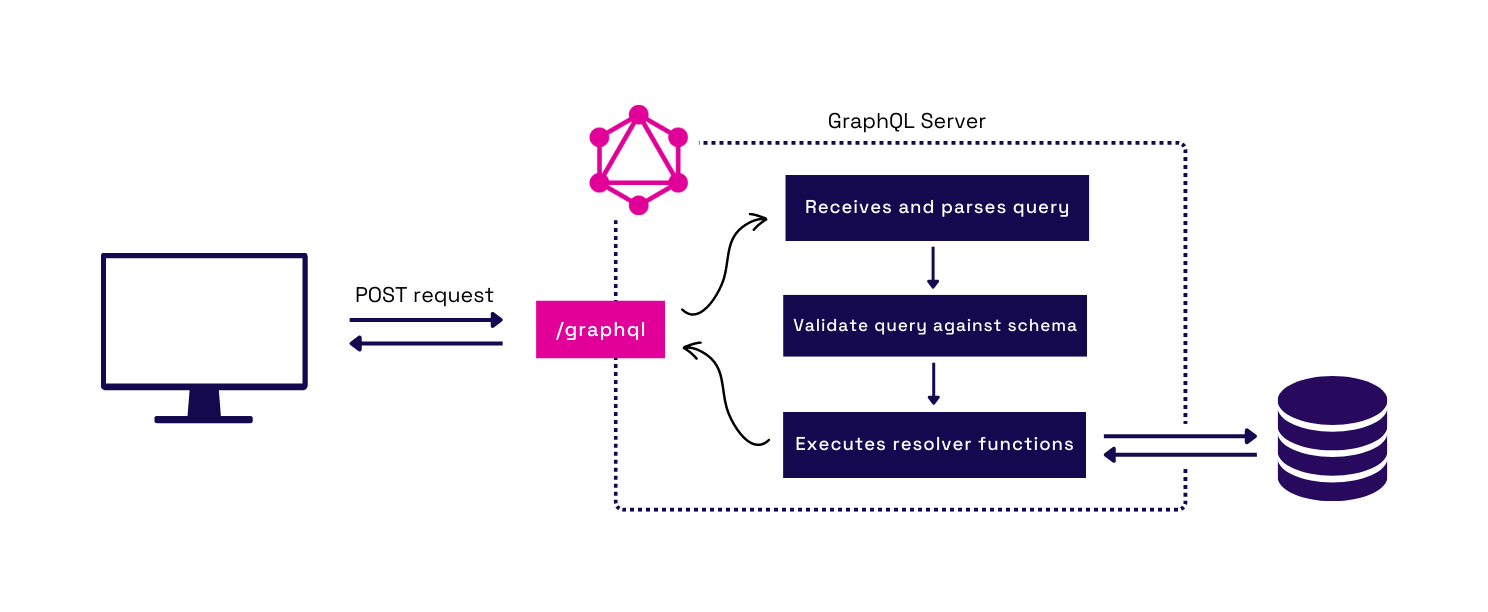 GraphQL Server
Receives and parses query
POST request
/graphql
Validate query against schema
Executes resolver functions